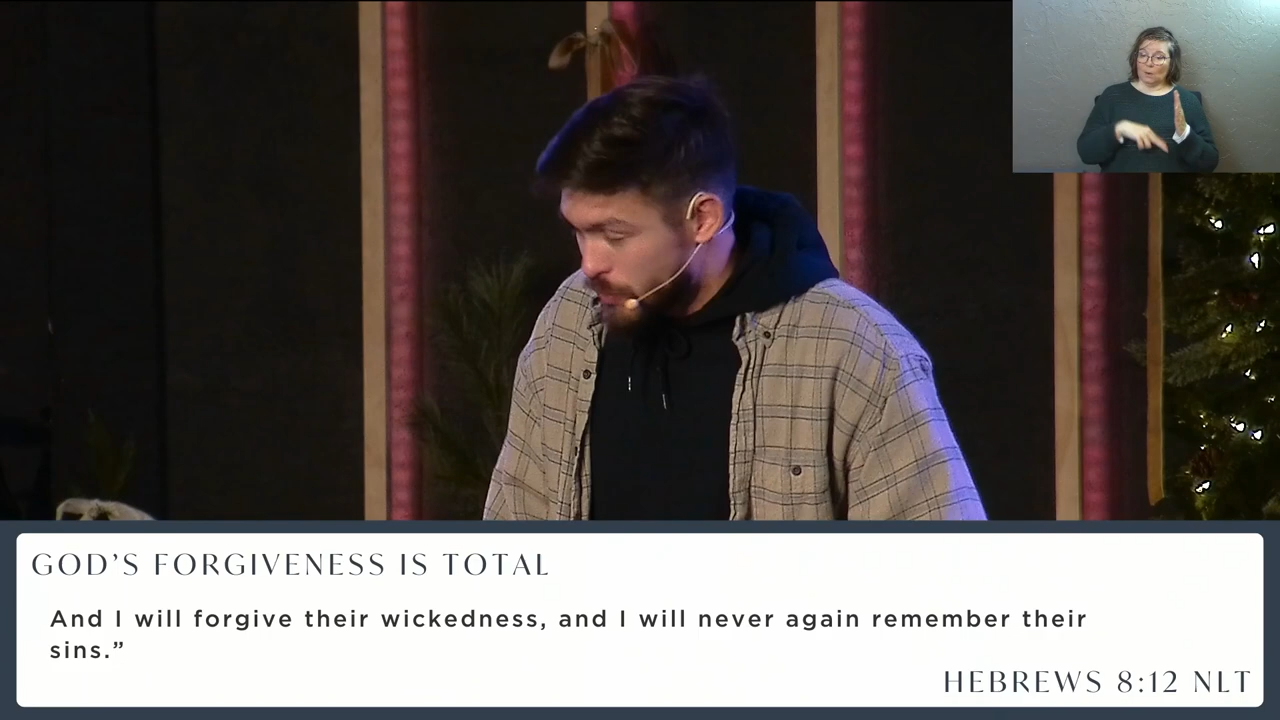 GOD’S FORGIVENESS IS TOTAL
And I will forgive their wickedness, and I will never again remember their
sins.”
HEBREWS 8:12 NLT